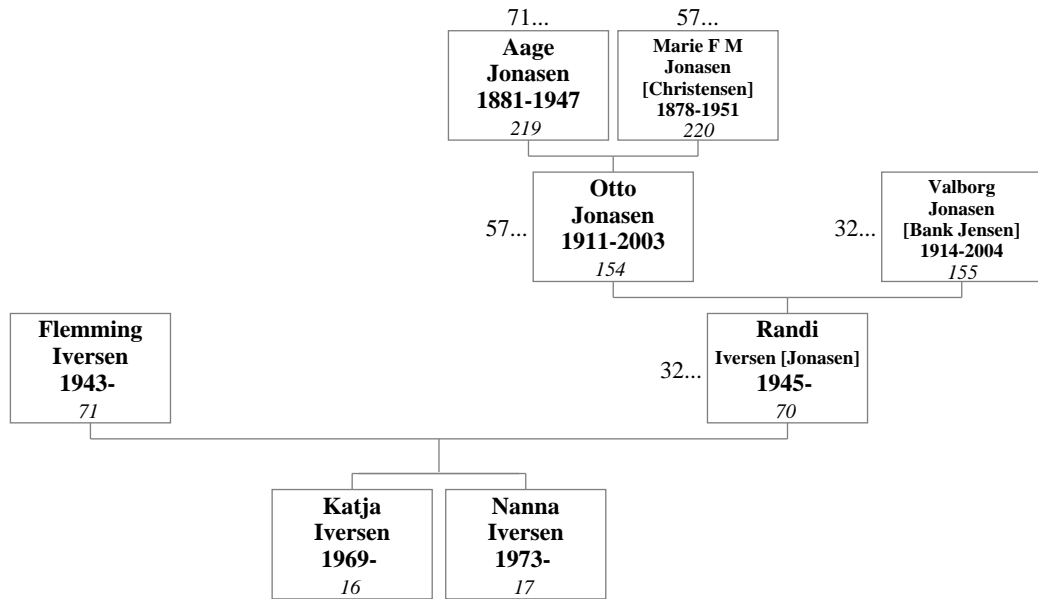 71...
57...
Aage
Jonasen
1881-1947
219
Marie F M
Jonasen
[Christensen]
1878-1951
220
57...
Otto
Jonasen
1911-2003
154
32...
Valborg
Jonasen
[Bank Jensen]
1914-2004
155
Flemming
Iversen
1943-
71
32...
Randi
Iversen [Jonasen]
1945-
70
Katja
Iversen
1969-
16
Nanna
Iversen
1973-
17